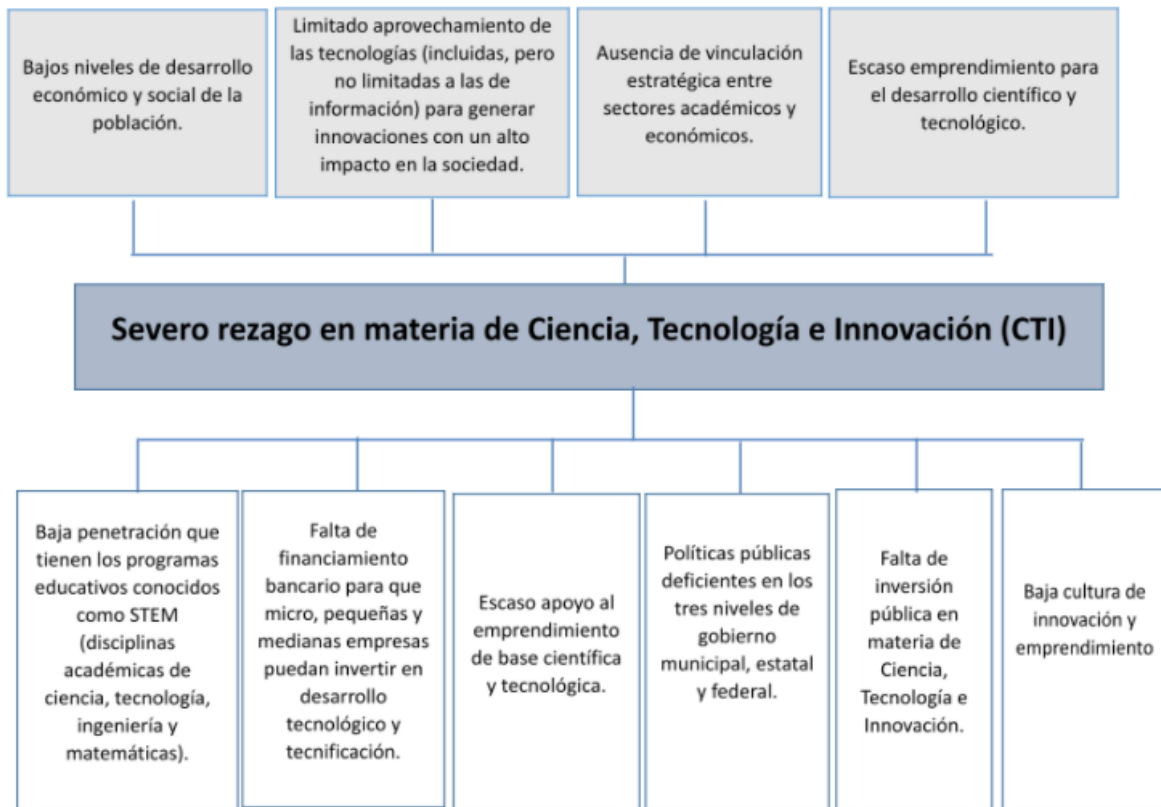 Bajos niveles de desarrollo
económico y social de la
población.
Limitado aprovechamiento de
las tecnologías (incluidas, pero
no limitadas a las de
información) para generar
innovaciones con un alto
impacto en la sociedad.
Ausencia de vinculación
estratégica entre
sectores académicos y
económicos.
Escaso emprendimiento para
el desarrollo científico y
tecnológico.
Severo rezago en materia de Ciencia, Tecnología e Innovación (CTI)
Baja penetración que
tienen los programas
educativos conocidos
como STEM
(disciplinas
académicas de
ciencia, tecnología,
ingeniería y
matemáticas).
Falta de
financiamiento
bancario para que
micro, pequeñas y
medianas empresas
puedan invertir en
desarrollo
tecnológico y
tecnificación.
Escaso apoyo al
emprendimiento
de base científica
y tecnológica.
Políticas públicas
deficientes en los
tres niveles de
gobierno
municipal, estatal
y federal.
Falta de
inversión
pública en
materia de
Ciencia,
Tecnología e
Innovación.
Baja cultura de
innovación y
emprendimiento